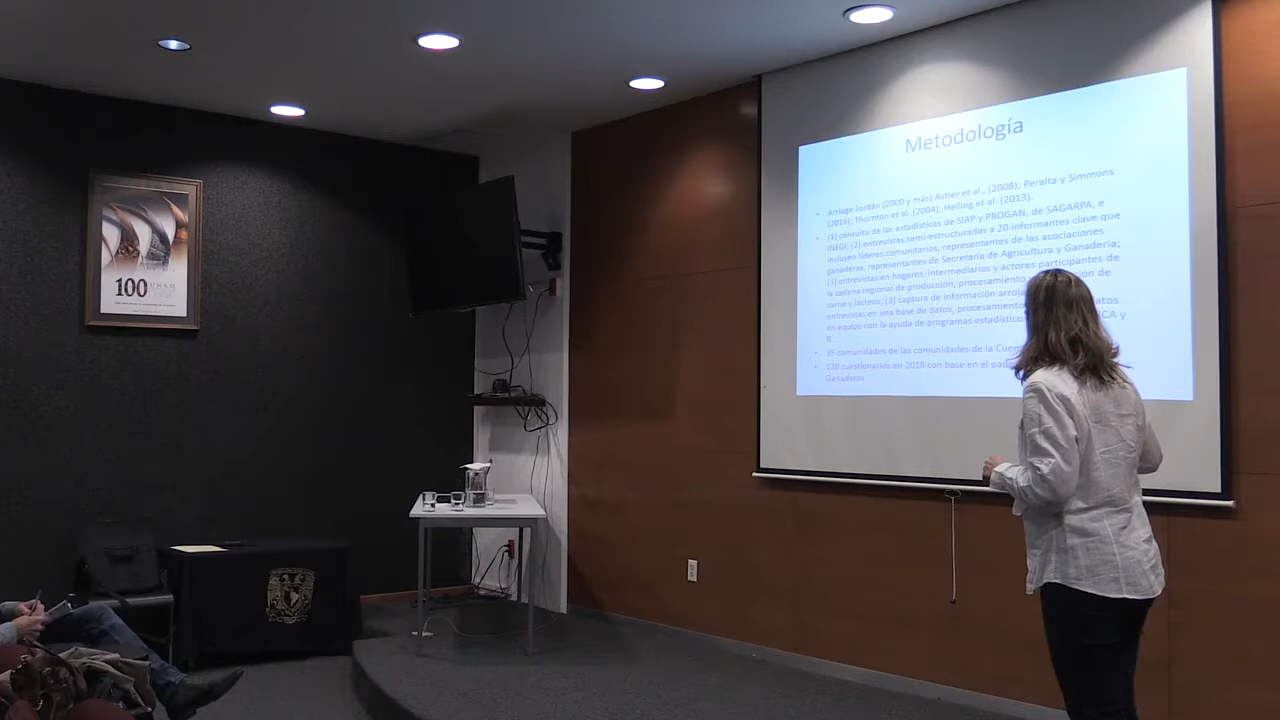 Metodología
• Arriaga-Jordán (2000 y más) Astier et al., (2008); Peralta y Simmons
(2016); Thornton et al. (2004), Helling et al. (2013).
• (1) consulta de las estadísticas de SIAP y PROGAN, de SAGARPA, e
INEGI; (2) entrevistas semi-estructuradas a 20 informantes clave que
incluyen líderes comunitarios, representantes de las asociaciones
ganaderas, representantes de Secretaría de Agricultura y Ganadería;
(3) entrevistas en hogares, intermediarios y actores participantes de
la cadena regional de producción, procesamiento de
carne y lácteos; (3) captura de información
entrevistas en una base de datos, procesamiento
en equipo con la ayuda de programas y
R.
• 35 comunidades de las comunidades de la
• 120 cuestionarios en 2018 con base en el
Ganaderos
100 UNAM